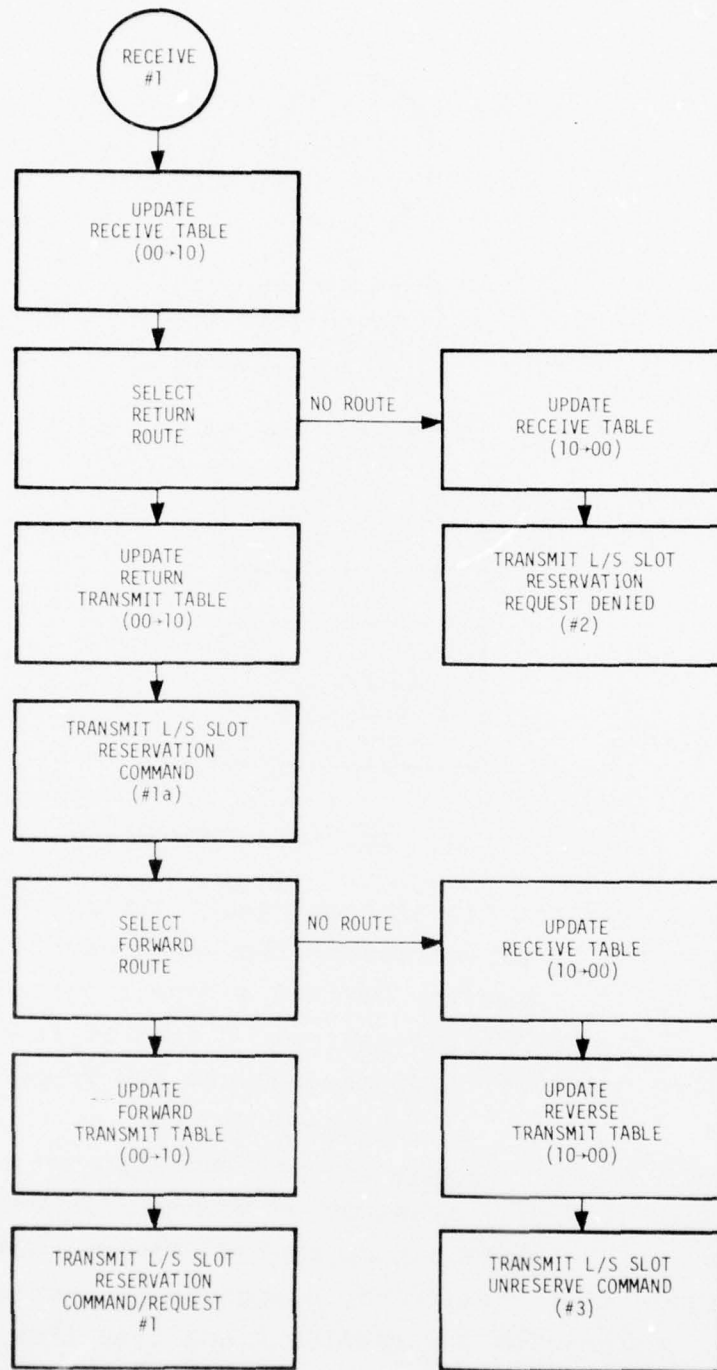 RECEIVE
#1
UPDATE
RECEIVE TABLE
(00→10)
SELECT
RETURN
ROUTE
NO ROUTE
UPDATE
RECEIVE TABLE
(10→00)
UPDATE
RETURN
TRANSMIT TABLE
(00→10)
TRANSMIT L/S SLOT
RESERVATION
REQUEST DENIED
(#2)
TRANSMIT L/S SLOT
RESERVATION
COMMAND
(#1a)
SELECT
FORWARD
ROUTE
NO ROUTE
UPDATE
RECEIVE TABLE
(10→00)
UPDATE
FORWARD
TRANSMIT TABLE
(00→10)
UPDATE
REVERSE
TRANSMIT TABLE
(10→00)
TRANSMIT L/S SLOT
RESERVATION
COMMAND/REQUEST
#1
TRANSMIT L/S SLOT
UNRESERVE COMMAND
(#3)